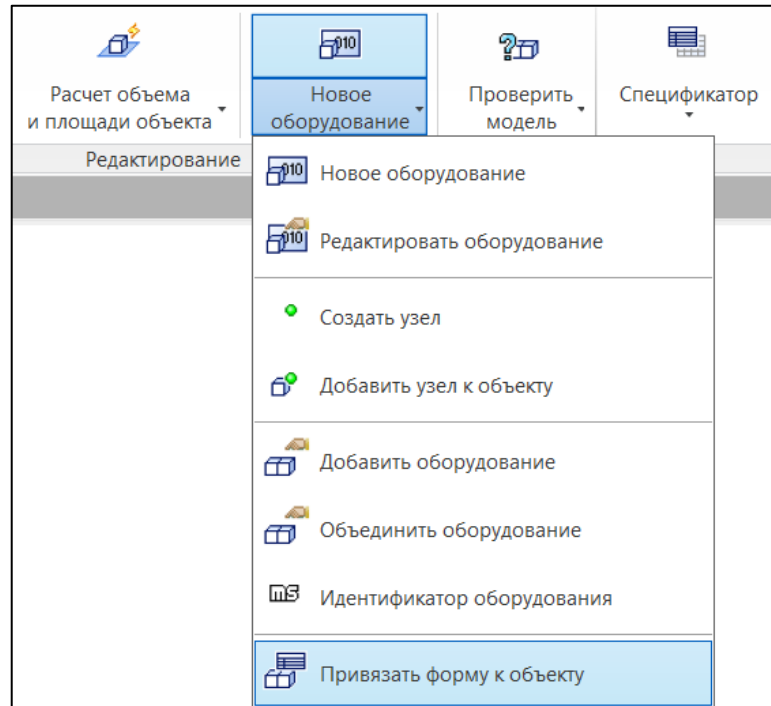 Расчет объема
и площади объекта
Новое
оборудование
Проверить
модель
Спецификатор
Редактирование
Новое оборудование
Редактировать оборудование
Создать узел
Добавить узел к объекту
Добавить оборудование
Объединить оборудование
Идентификатор оборудования
Привязать форму к объекту